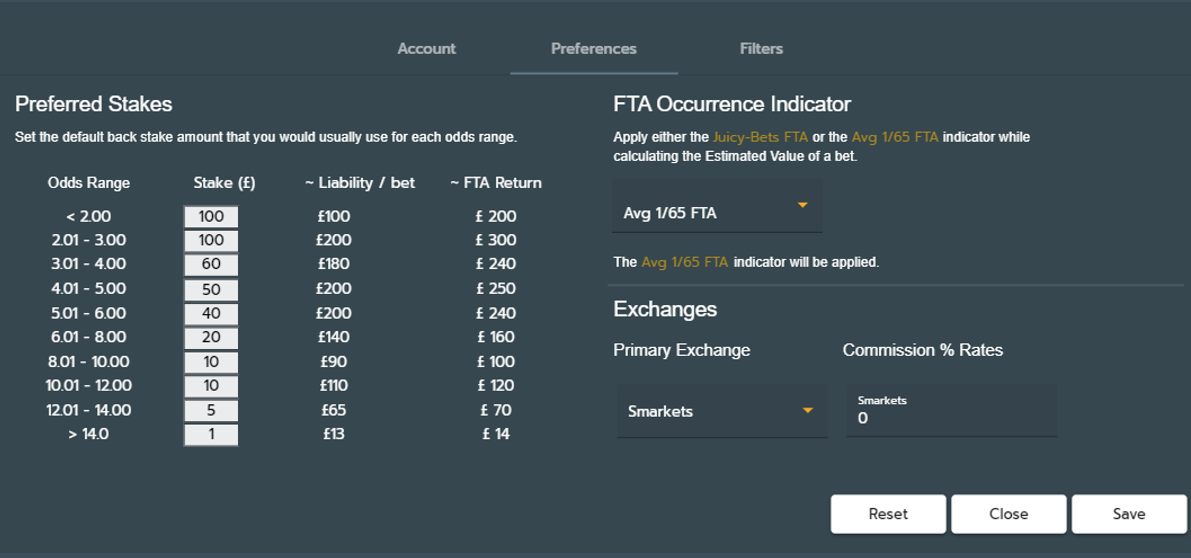 Account Preferences Filters
Preferred Stakes
Set the default back stake amount that you would usually use for each odds range.
Odds Range Stake (£) ~ Liability / bet ~ FTA Return
< 2.00 100 £100 £ 200
2.01 - 3.00 100 £200 £ 300
3.01 - 4.00 60 £180 £ 240
4.01 - 5.00 50 £200 £ 250
5.01 - 6.00 40 £200 £ 240
6.01 - 8.00 20 £140 £ 160
8.01 - 10.00 10 £90 £ 100
10.01 - 12.00 10 £110 £ 120
12.01 - 14.00 5 £65 £ 70
> 14.0 1 £13 £ 14
FTA Occurrence Indicator
Apply either the Juicy-Bets FTA or the Avg 1/65 FTA indicator while
calculating the Estimated Value of a bet.
Avg 1/65 FTA
The Avg 1/65 FTA indicator will be applied.
Exchanges
Primary Exchange Commission % Rates
Smarkets
Smarkets
0
Reset Close Save